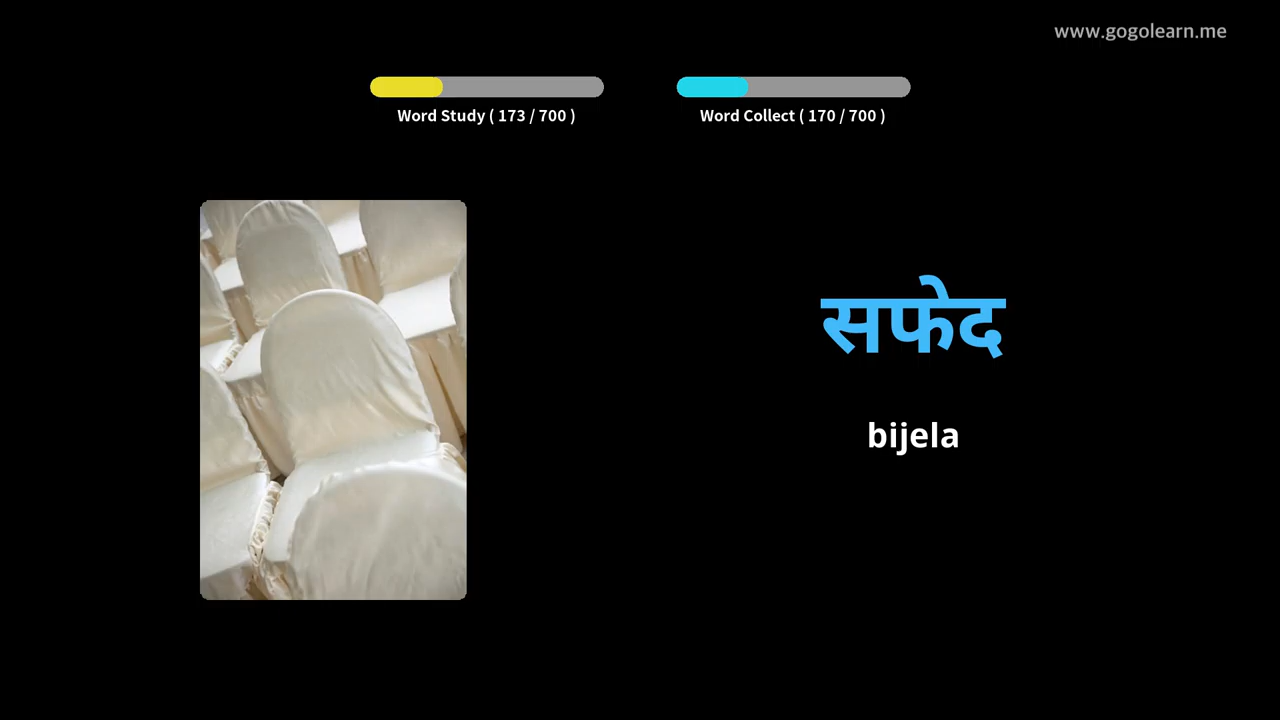 www.gogolearn.me
Word Study ( 173 / 700 )
Word Collect ( 170 / 700 )
सफेद
bijela